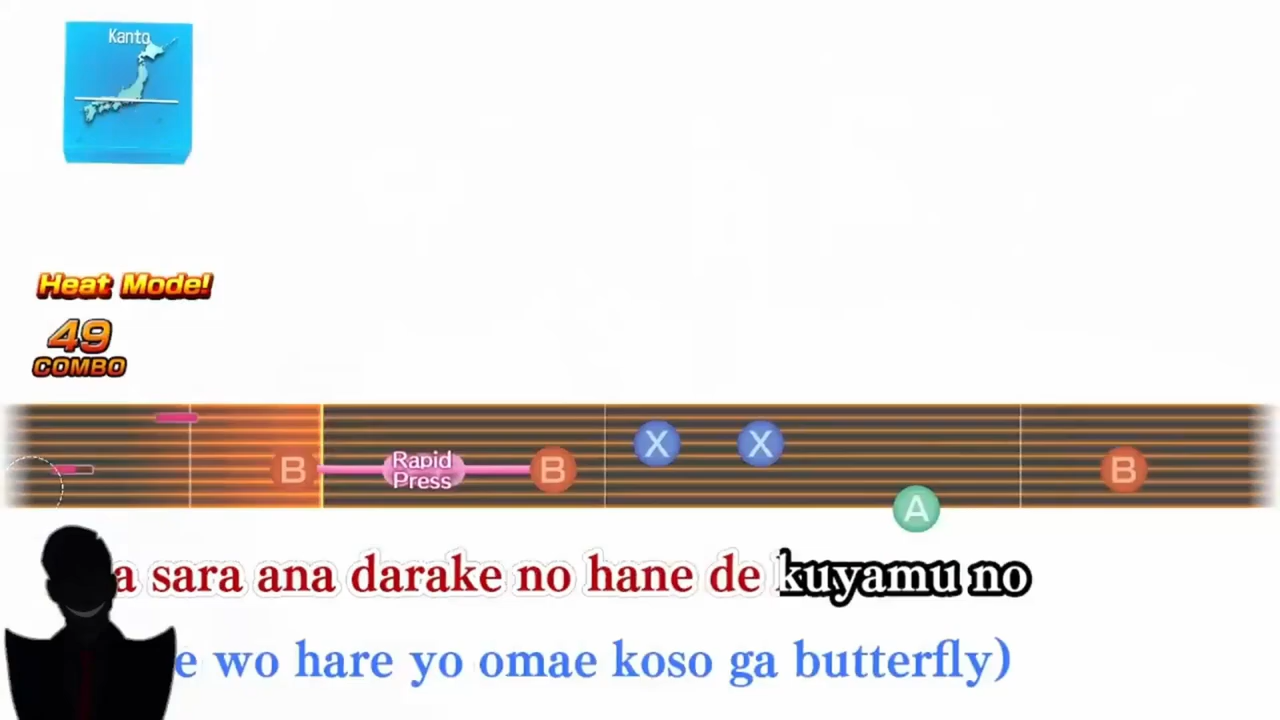 Kanto
Heat Mode!
49
COMBO
B Rapid Press B X X A B
a sara ana darake no hane de kuyamu no
e wo hare yo omae koso ga butterfly)